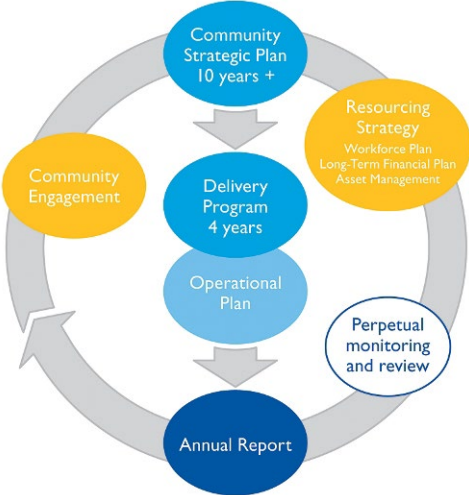 Community
Strategic Plan
10 years +
Resourcing
Strategy
Workforce Plan
Long-Term Financial Plan
Asset Management
Community
Engagement
Delivery
Program
4 years
Operational
Plan
Perpetual
monitoring
and review
Annual Report